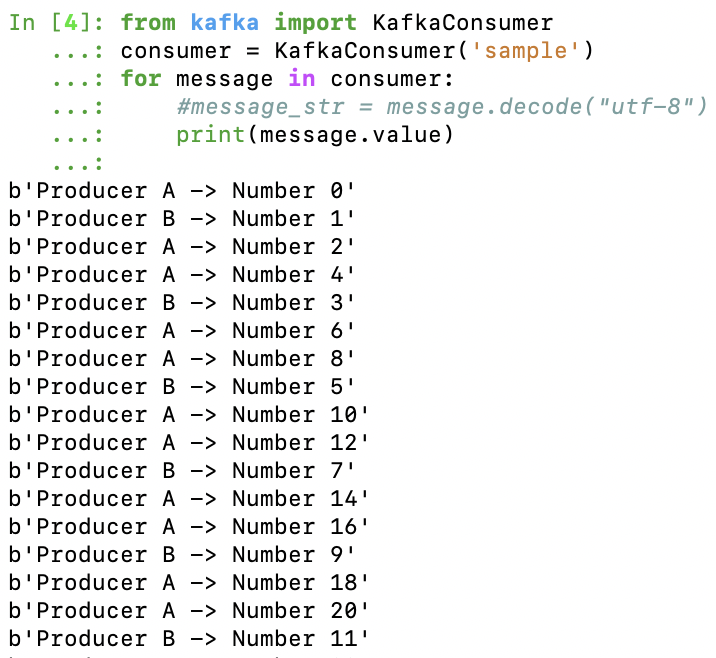 In [4]: from kafka import KafkaConsumer
   ...: consumer = KafkaConsumer('sample')
   ...: for message in consumer:
   ...:     #message_str = message.decode("utf-8")
   ...:     print(message.value)
   ...:
b'Producer A -> Number 0'
b'Producer B -> Number 1'
b'Producer A -> Number 2'
b'Producer A -> Number 4'
b'Producer B -> Number 3'
b'Producer A -> Number 6'
b'Producer A -> Number 8'
b'Producer B -> Number 5'
b'Producer A -> Number 10'
b'Producer A -> Number 12'
b'Producer B -> Number 7'
b'Producer A -> Number 14'
b'Producer A -> Number 16'
b'Producer B -> Number 9'
b'Producer A -> Number 18'
b'Producer A -> Number 20'
b'Producer B -> Number 11'